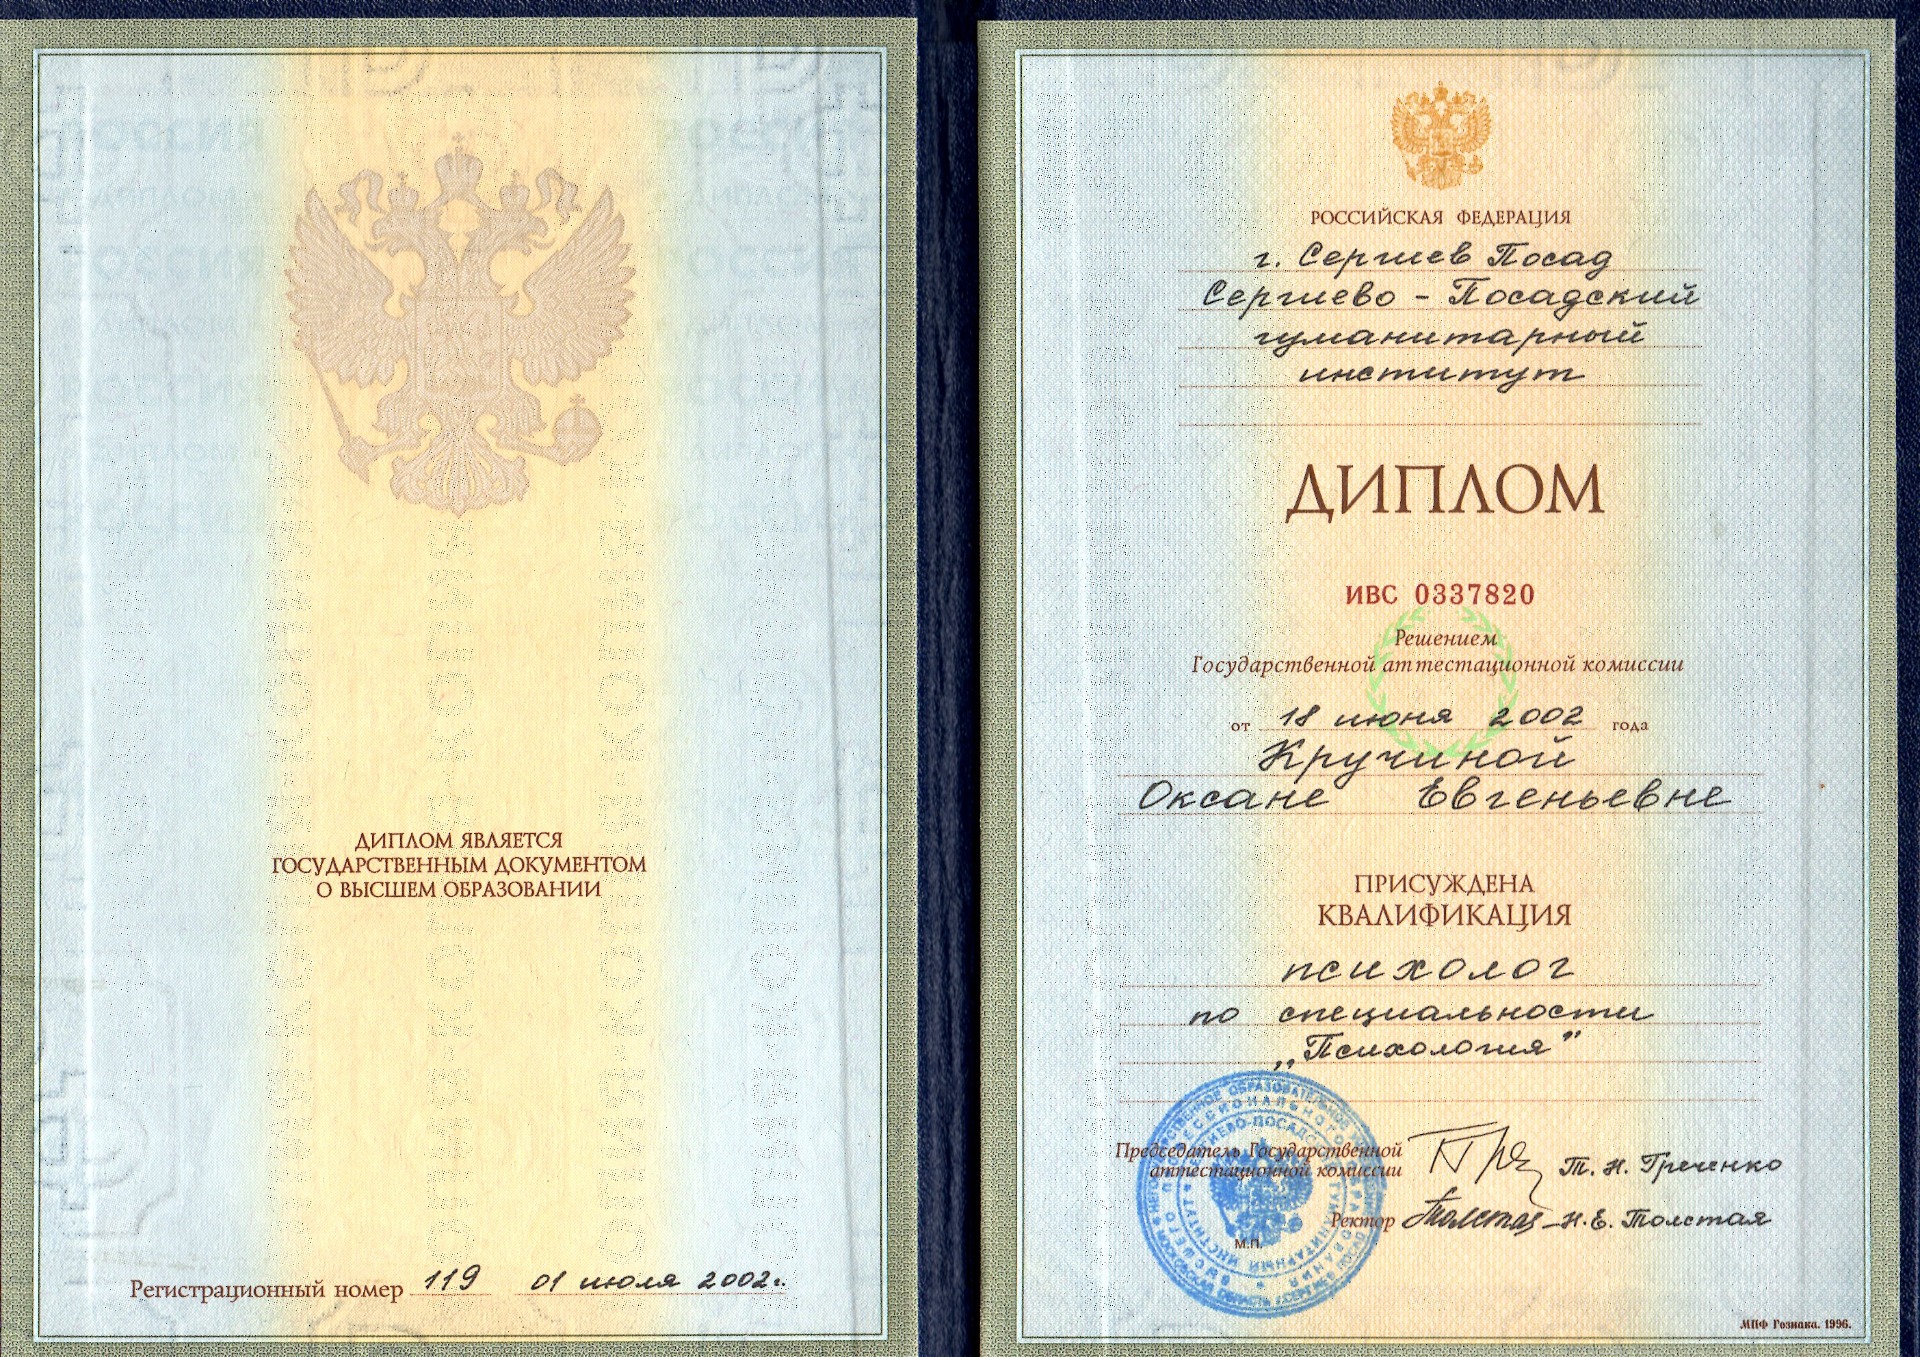 ДИПЛОМ ЯВЛЯЕТСЯ
ГОСУДАРСТВЕННЫМ ДОКУМЕНТОМ
О ВЫСШЕМ ОБРАЗОВАНИИ
Регистрационный номер 119 01 июля 2002г.
РОССИЙСКАЯ ФЕДЕРАЦИЯ
г. Сергиев Посад
Сергиево-Посадский
гуманитарный
институт
ДИПЛОМ
ИВС 0337820
Решением
Государственной аттестационной комиссии
от 18 июня 2002 года
Кручиной
Оксане Евгеньевне
ПРИСУЖДЕНА
КВАЛИФИКАЦИЯ
психолог
по специальности
„Психология"
Председатель Государственной
аттестационной комиссии Т. Н. Греченко
Ректор Толстая Н.Е. Толстая
М.П.
МПФ Гознака. 1996.